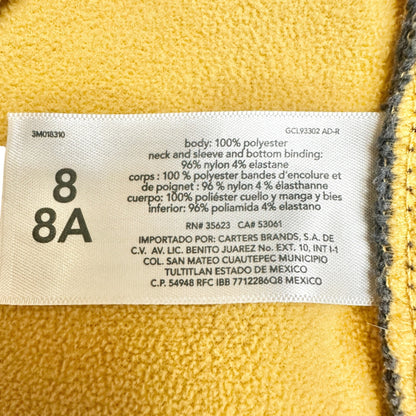 3M018310
GCL93302 AD-R
8
8A
body: 100% polyester
neck and sleeve and bottom binding:
96% nylon 4% elastane
corps : 100 % polyester bandes d'encolure et
de poignet : 96 % nylon 4 % élasthanne
cuerpo: 100% poliéster cuello y manga y bies
inferior: 96% poliamida 4% elastano
RN# 35623 CA# 53061
IMPORTADO POR: CARTERS BRANDS, S.A. DE
C.V. AV. LIC. BENITO JUAREZ No. EXT. 10, INT I-1
COL. SAN MATEO CUAUTEPEC MUNICIPIO
TULTITLAN ESTADO DE MEXICO
C.P. 54948 RFC IBB 7712286Q8 MEXICO